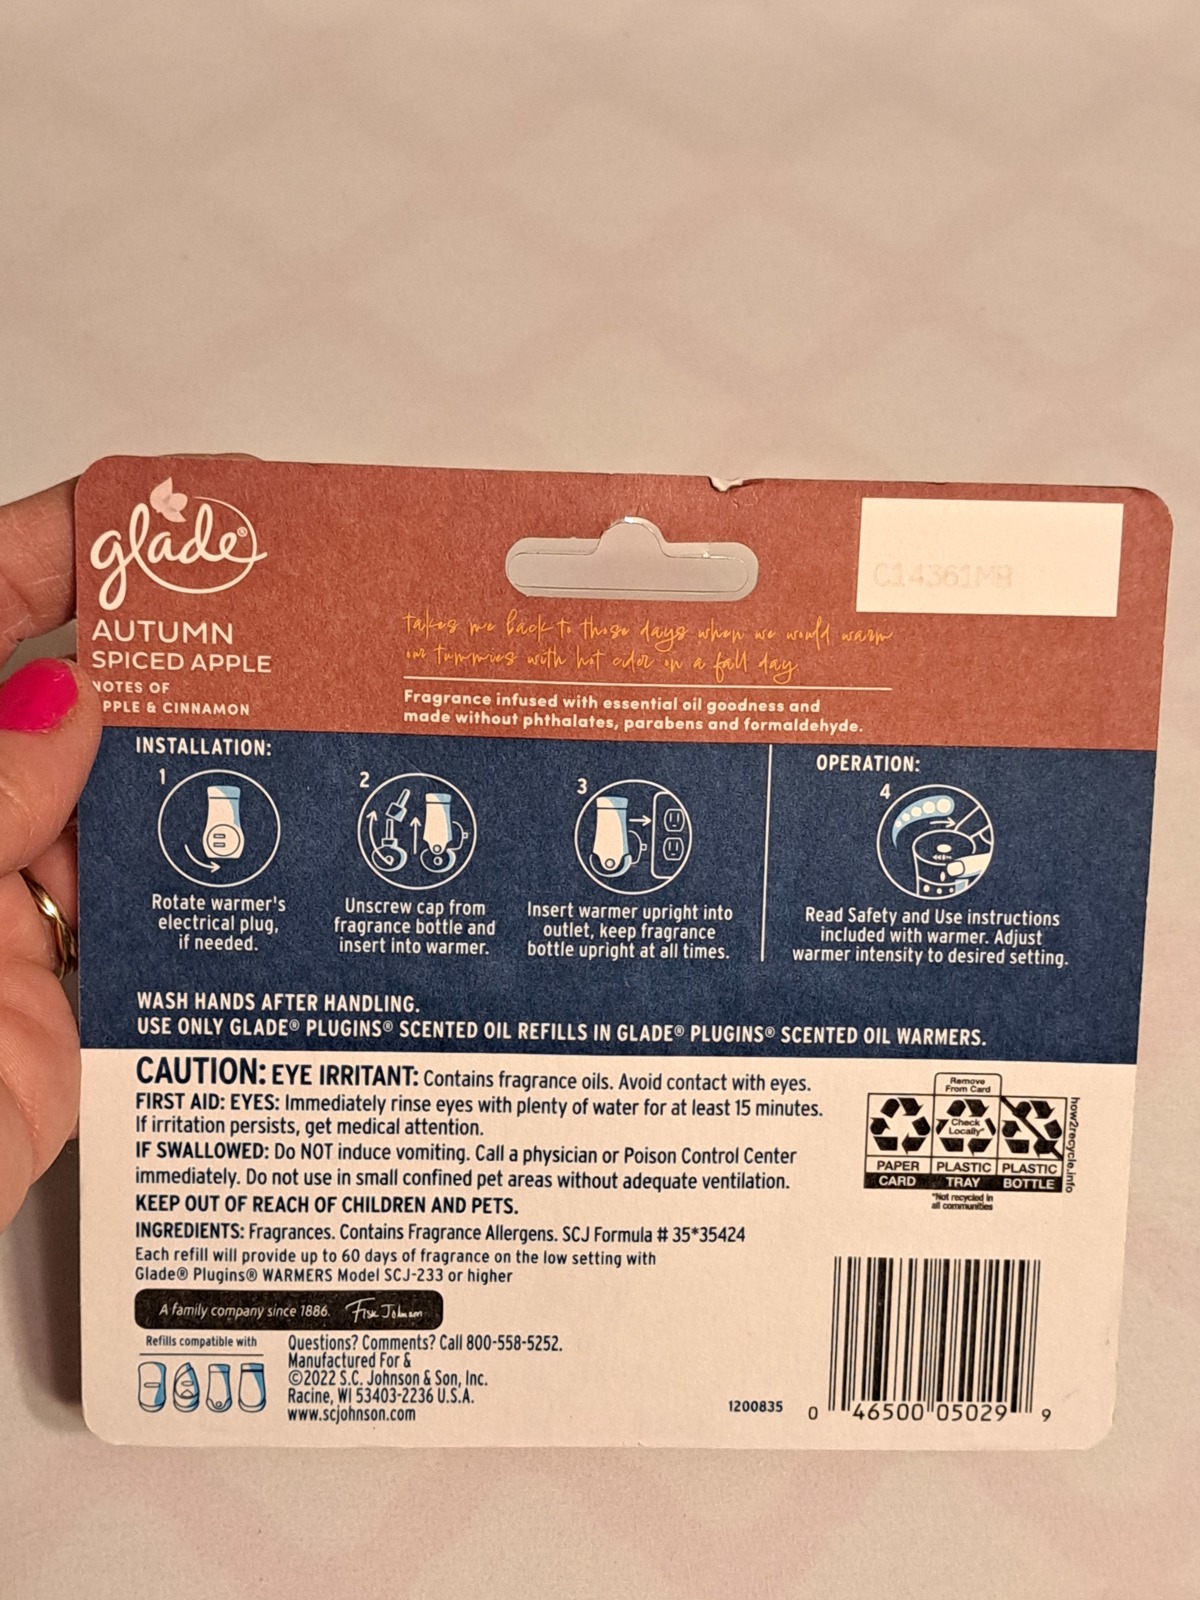 glade®
AUTUMN
SPICED APPLE
NOTES OF
PPLE & CINNAMON
C14361M8
takes me back to those days when we would warm
our tummies with hot cider on a fall day
Fragrance infused with essential oil goodness and
made without phthalates, parabens and formaldehyde.
INSTALLATION:
1
Rotate warmer's
electrical plug,
if needed.
2
Unscrew cap from
fragrance bottle and
insert into warmer.
3
Insert warmer upright into
outlet, keep fragrance
bottle upright at all times.
OPERATION:
4
Read Safety and Use instructions
included with warmer. Adjust
warmer intensity to desired setting.
WASH HANDS AFTER HANDLING.
USE ONLY GLADE® PLUGINS® SCENTED OIL REFILLS IN GLADE® PLUGINS® SCENTED OIL WARMERS.
CAUTION: EYE IRRITANT: Contains fragrance oils. Avoid contact with eyes.
FIRST AID: EYES: Immediately rinse eyes with plenty of water for at least 15 minutes.
If irritation persists, get medical attention.
IF SWALLOWED: Do NOT induce vomiting. Call a physician or Poison Control Center
immediately. Do not use in small confined pet areas without adequate ventilation.
KEEP OUT OF REACH OF CHILDREN AND PETS.
INGREDIENTS: Fragrances. Contains Fragrance Allergens. SCJ Formula # 35*35424
Each refill will provide up to 60 days of fragrance on the low setting with
Glade® Plugins® WARMERS Model SCJ-233 or higher
A family company since 1886. Fisk Johnson
Refills compatible with
Questions? Comments? Call 800-558-5252.
Manufactured For &
©2022 S.C. Johnson & Son, Inc.
Racine, WI 53403-2236 U.S.A.
www.scjohnson.com
Remove
From Card
Check
Locally*
PAPER
CARD
PLASTIC
TRAY
PLASTIC
BOTTLE
how2recycle.info
*Not recycled in
all communities
1200835
0 46500 05029 9